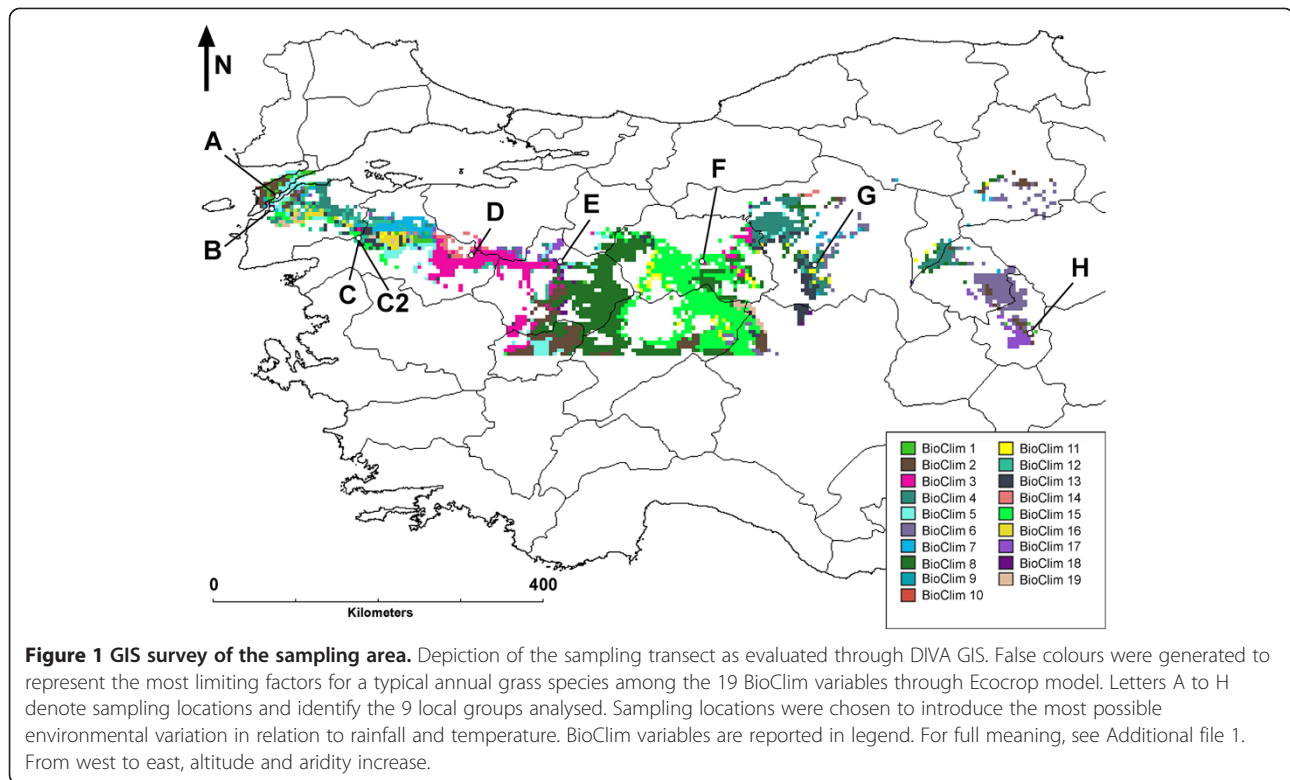 N
A
B
C
C2
D
E
F
G
H
0 400
Kilometers
BioClim 1
BioClim 2
BioClim 3
BioClim 4
BioClim 5
BioClim 6
BioClim 7
BioClim 8
BioClim 9
BioClim 10
BioClim 11
BioClim 12
BioClim 13
BioClim 14
BioClim 15
BioClim 16
BioClim 17
BioClim 18
BioClim 19
Figure 1 GIS survey of the sampling area. Depiction of the sampling transect as evaluated through DIVA GIS. False colours were generated to
represent the most limiting factors for a typical annual grass species among the 19 BioClim variables through Ecocrop model. Letters A to H
denote sampling locations and identify the 9 local groups analysed. Sampling locations were chosen to introduce the most possible
environmental variation in relation to rainfall and temperature. BioClim variables are reported in legend. For full meaning, see Additional file 1.
From west to east, altitude and aridity increase.